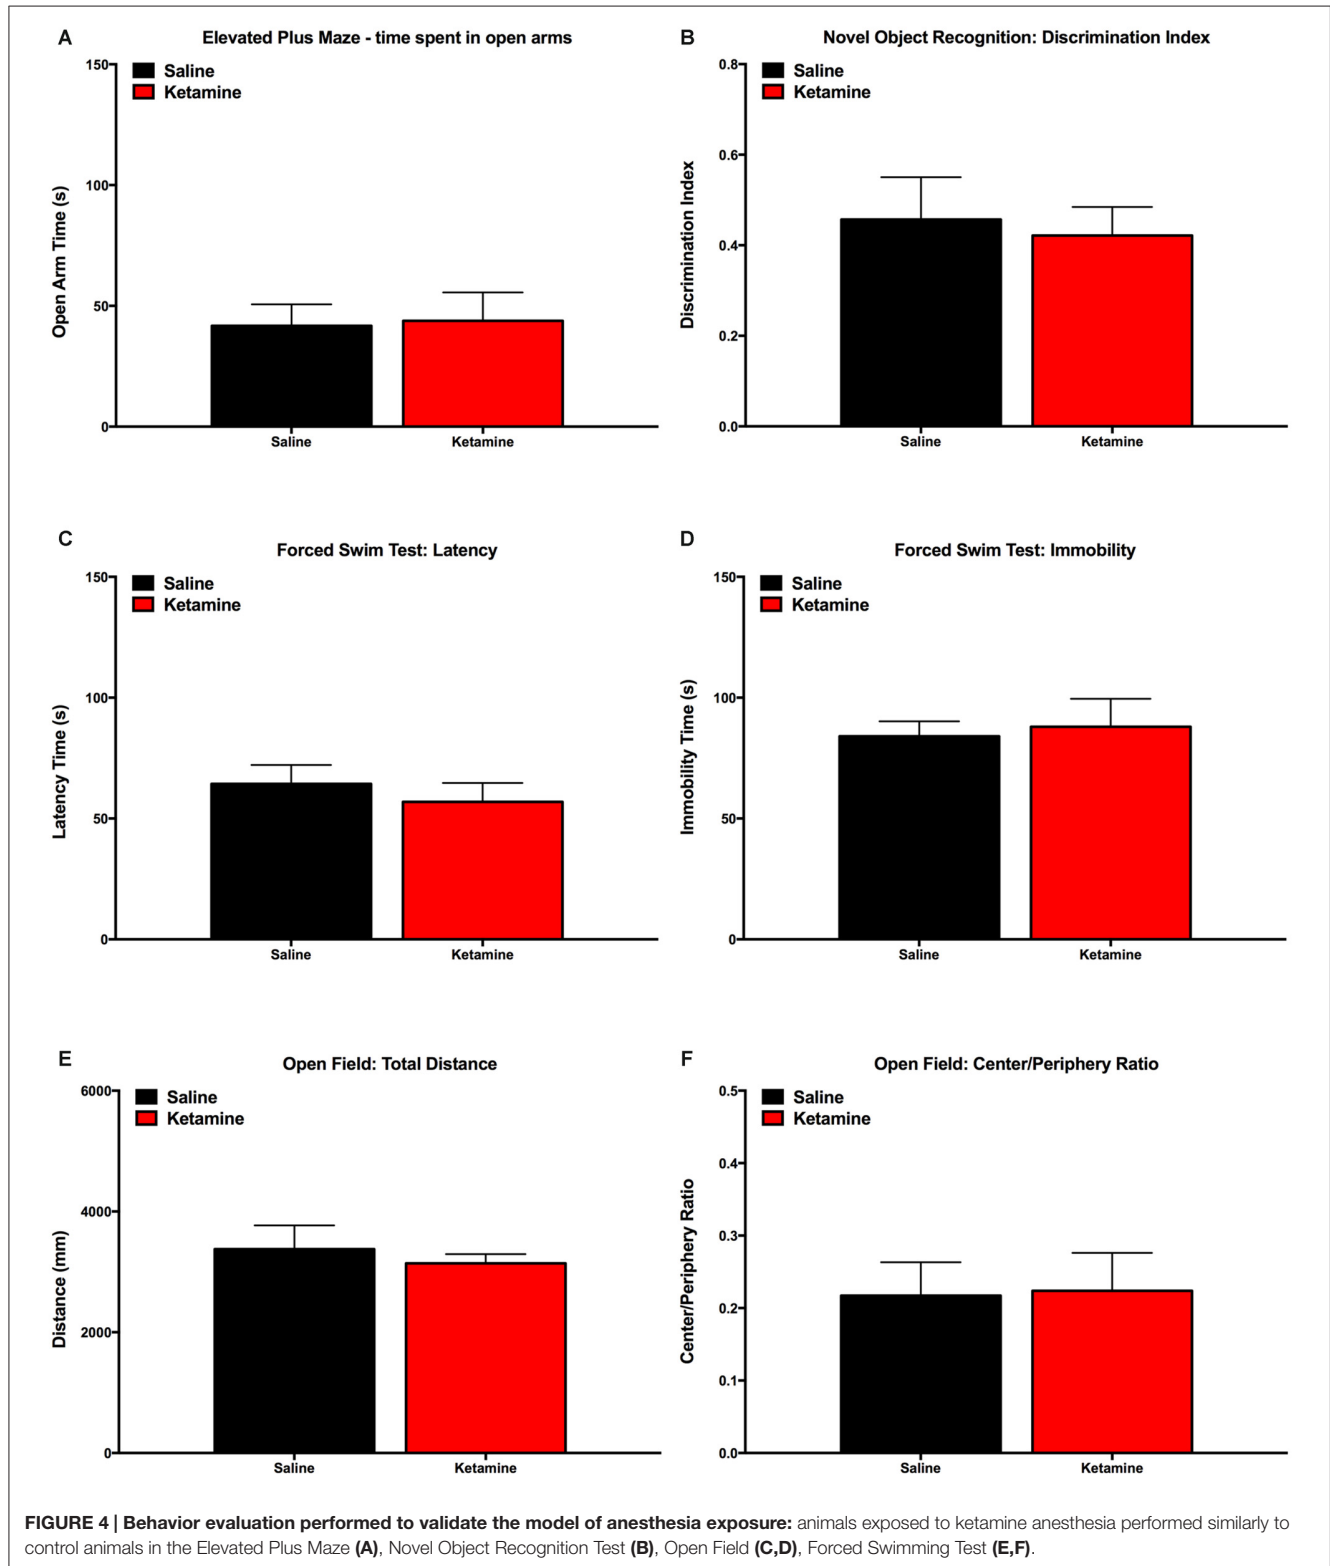 A
Elevated Plus Maze - time spent in open arms
Saline
Ketamine
150
100
50
0
Open Arm Time (s)
Saline
Ketamine
B
Novel Object Recognition: Discrimination Index
Saline
Ketamine
0.8
0.6
0.4
0.2
0.0
Discrimination Index
Saline
Ketamine
C
Forced Swim Test: Latency
Saline
Ketamine
150
100
50
0
Latency Time (s)
Saline
Ketamine
D
Forced Swim Test: Immobility
Saline
Ketamine
150
100
50
0
Immobility Time (s)
Saline
Ketamine
E
Open Field: Total Distance
Saline
Ketamine
6000
4000
2000
0
Distance (mm)
Saline
Ketamine
F
Open Field: Center/Periphery Ratio
Saline
Ketamine
0.5
0.4
0.3
0.2
0.1
0.0
Center/Periphery Ratio
Saline
Ketamine
FIGURE 4 | Behavior evaluation performed to validate the model of anesthesia exposure: animals exposed to ketamine anesthesia performed similarly to
control animals in the Elevated Plus Maze (A), Novel Object Recognition Test (B), Open Field (C,D), Forced Swimming Test (E,F).